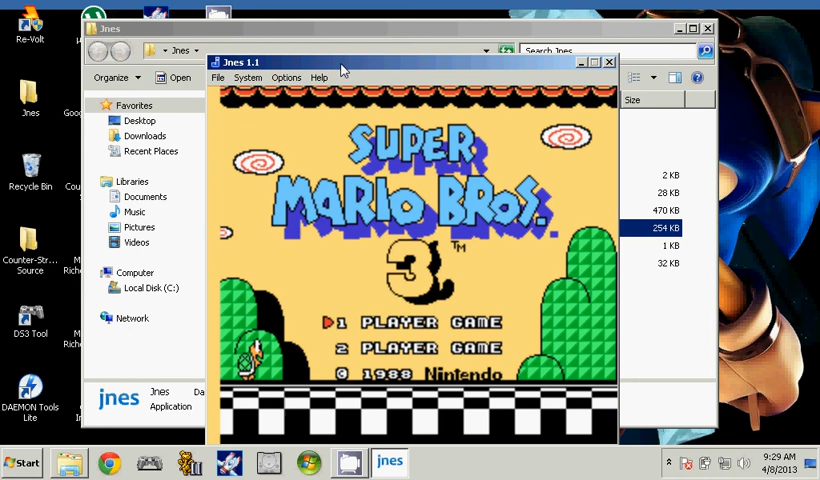 Re-Volt
Jnes
Recycle Bin
Counter-Str...
Source
DS3 Tool
DAEMON Tools
Lite
Jnes
Jnes
Search Jnes
Organize
Open
Size
Favorites
Desktop
Downloads
Recent Places
Libraries
Documents
Music
Pictures
Videos
Computer
Local Disk (C:)
Network
2 KB
28 KB
470 KB
254 KB
1 KB
32 KB
jnes
Jnes
Application
Jnes 1.1
File System Options Help
SUPER
MARIO BROS.
3 TM
1 PLAYER GAME
2 PLAYER GAME
© 1988 Nintendo
Start
jnes
9:29 AM
4/8/2013